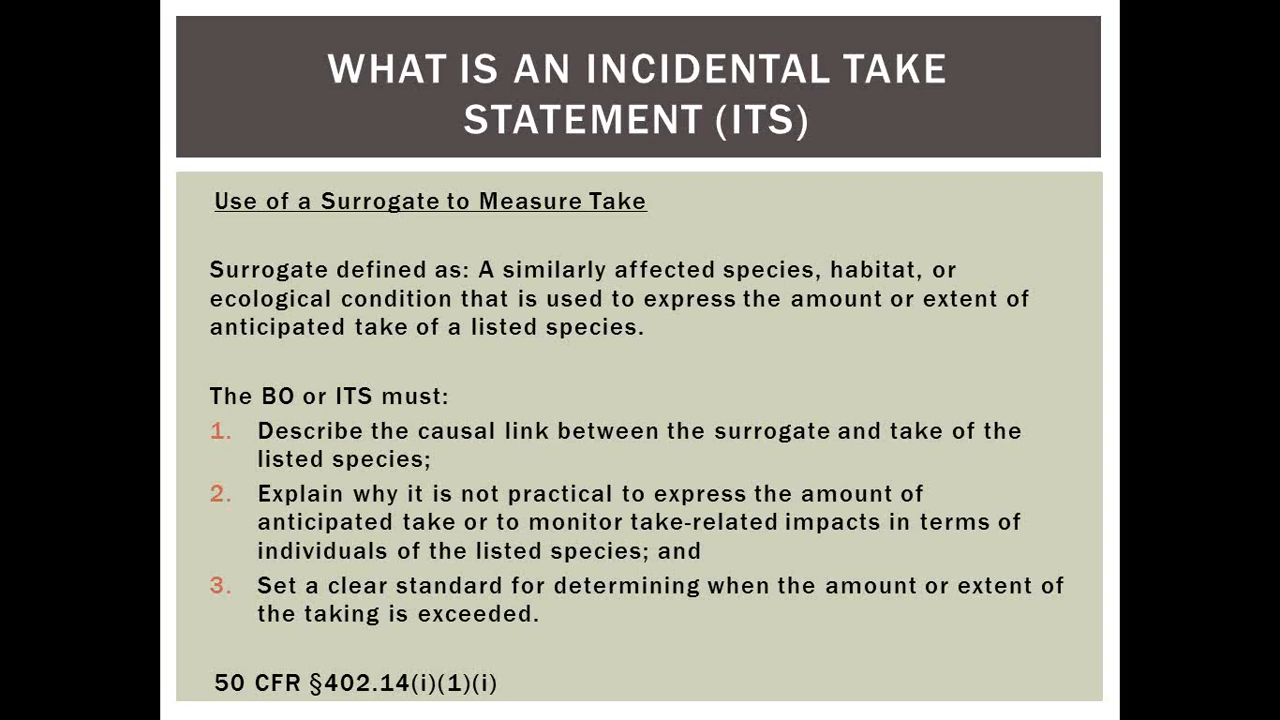 WHAT IS AN INCIDENTAL TAKE
STATEMENT (ITS)
Use of a Surrogate to Measure Take
Surrogate defined as: A similarly affected species, habitat, or
ecological condition that is used to express the amount or extent of
anticipated take of a listed species.
The BO or ITS must:
1. Describe the causal link between the surrogate and take of the
listed species;
2. Explain why it is not practical to express the amount of
anticipated take or to monitor take-related impacts in terms of
individuals of the listed species; and
3. Set a clear standard for determining when the amount or extent of
the taking is exceeded.
50 CFR §402.14(i)(1)(i)